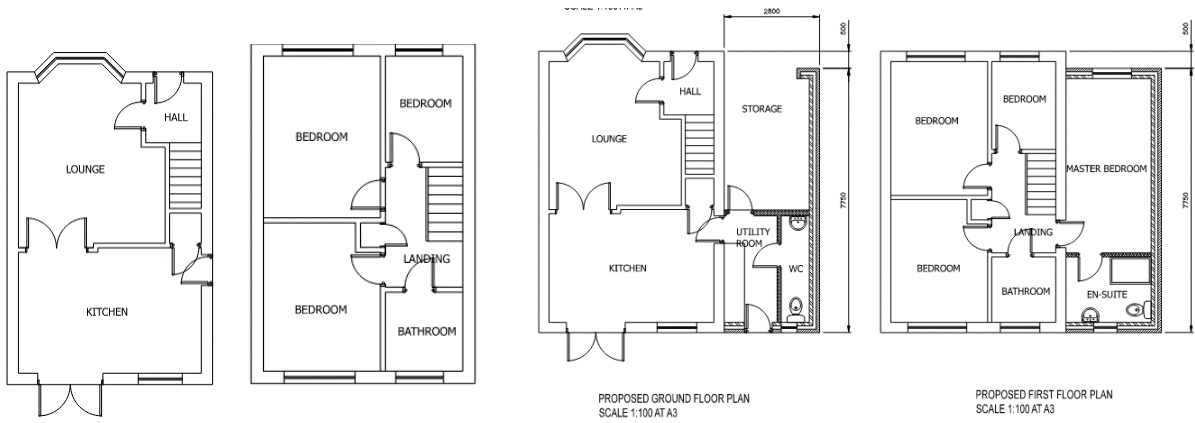 LOUNGE
HALL
KITCHEN
BEDROOM
BEDROOM
LANDING
BEDROOM
BATHROOM
2800
500
7750
HALL
STORAGE
LOUNGE
UTILITY
ROOM
WC
KITCHEN
PROPOSED GROUND FLOOR PLAN
SCALE 1:100 AT A3
500
7750
BEDROOM
BEDROOM
MASTER BEDROOM
LANDING
BEDROOM
BATHROOM
EN-SUITE
PROPOSED FIRST FLOOR PLAN
SCALE 1:100 AT A3